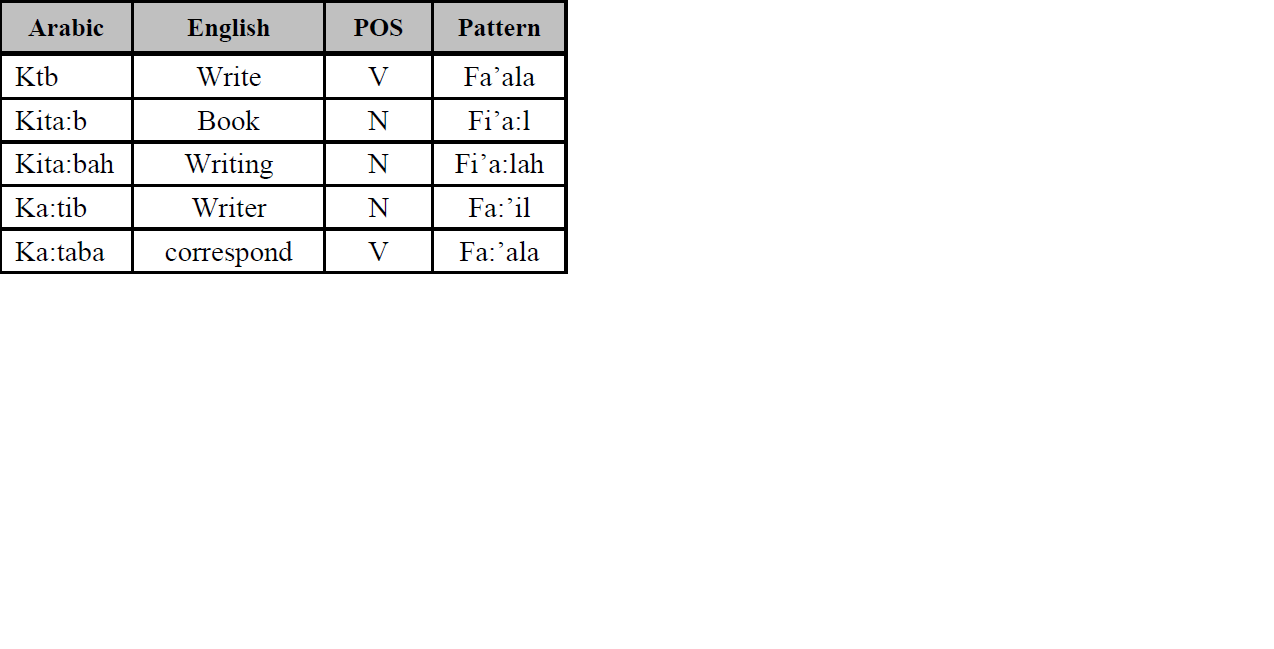 Arabic English POS Pattern
Ktb Write V Fa’ala
Kita:b Book N Fi’a:l
Kita:bah Writing N Fi’a:lah
Ka:tib Writer N Fa:’il
Ka:taba correspond V Fa:’ala